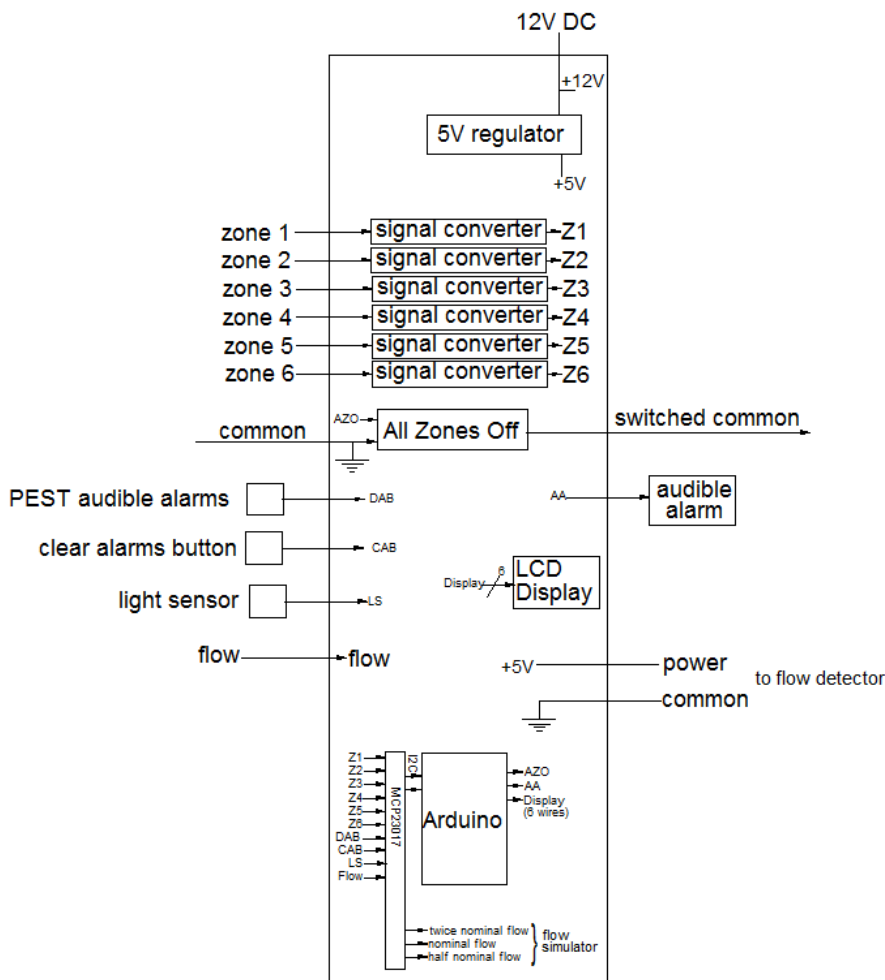 12V DC
+12V
5V regulator
+5V
zone 1 signal converter Z1
zone 2 signal converter Z2
zone 3 signal converter Z3
zone 4 signal converter Z4
zone 5 signal converter Z5
zone 6 signal converter Z6
AZO
common All Zones Off switched common
PEST audible alarms DAB AA audible
alarm
clear alarms button CAB
Display 6 LCD
Display
light sensor LS
flow flow +5V power
to flow detector
common
Z1
Z2
Z3
Z4
Z5
Z6
DAB
CAB
LS
Flow
MCP23017
I2C
Arduino
AZO
AA
Display
(6 wires)
twice nominal flow
nominal flow
half nominal flow
flow
simulator